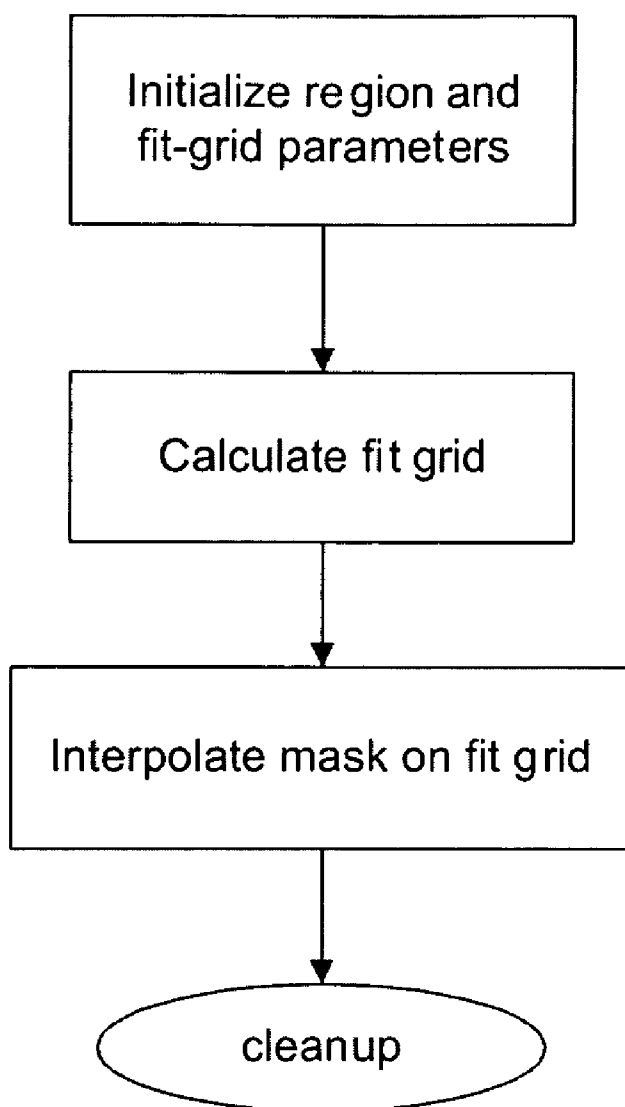 Initialize region and
fit-grid parameters
Calculate fit grid
Interpolate mask on fit grid
cleanup